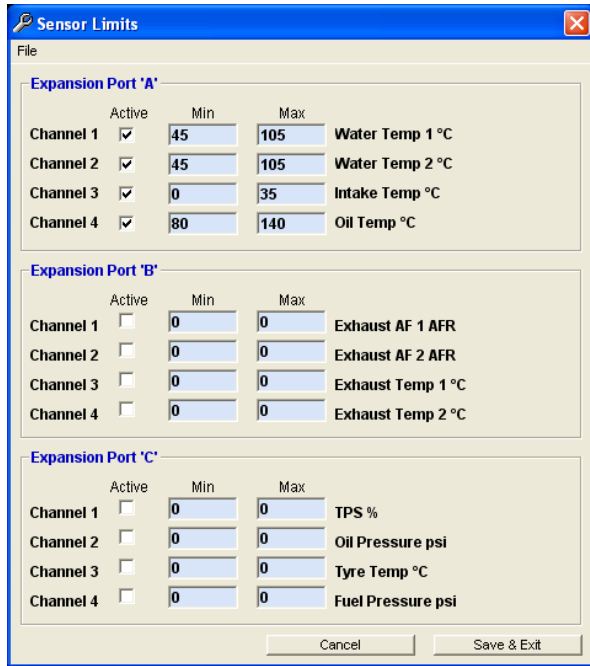 Sensor Limits
File
Expansion Port 'A'
Active Min Max
Channel 1 45 105 Water Temp 1 °C
Channel 2 45 105 Water Temp 2 °C
Channel 3 0 35 Intake Temp °C
Channel 4 80 140 Oil Temp °C
Expansion Port 'B'
Active Min Max
Channel 1 0 0 Exhaust AF 1 AFR
Channel 2 0 0 Exhaust AF 2 AFR
Channel 3 0 0 Exhaust Temp 1 °C
Channel 4 0 0 Exhaust Temp 2 °C
Expansion Port 'C'
Active Min Max
Channel 1 0 0 TPS %
Channel 2 0 0 Oil Pressure psi
Channel 3 0 0 Tyre Temp °C
Channel 4 0 0 Fuel Pressure psi
Cancel Save & Exit